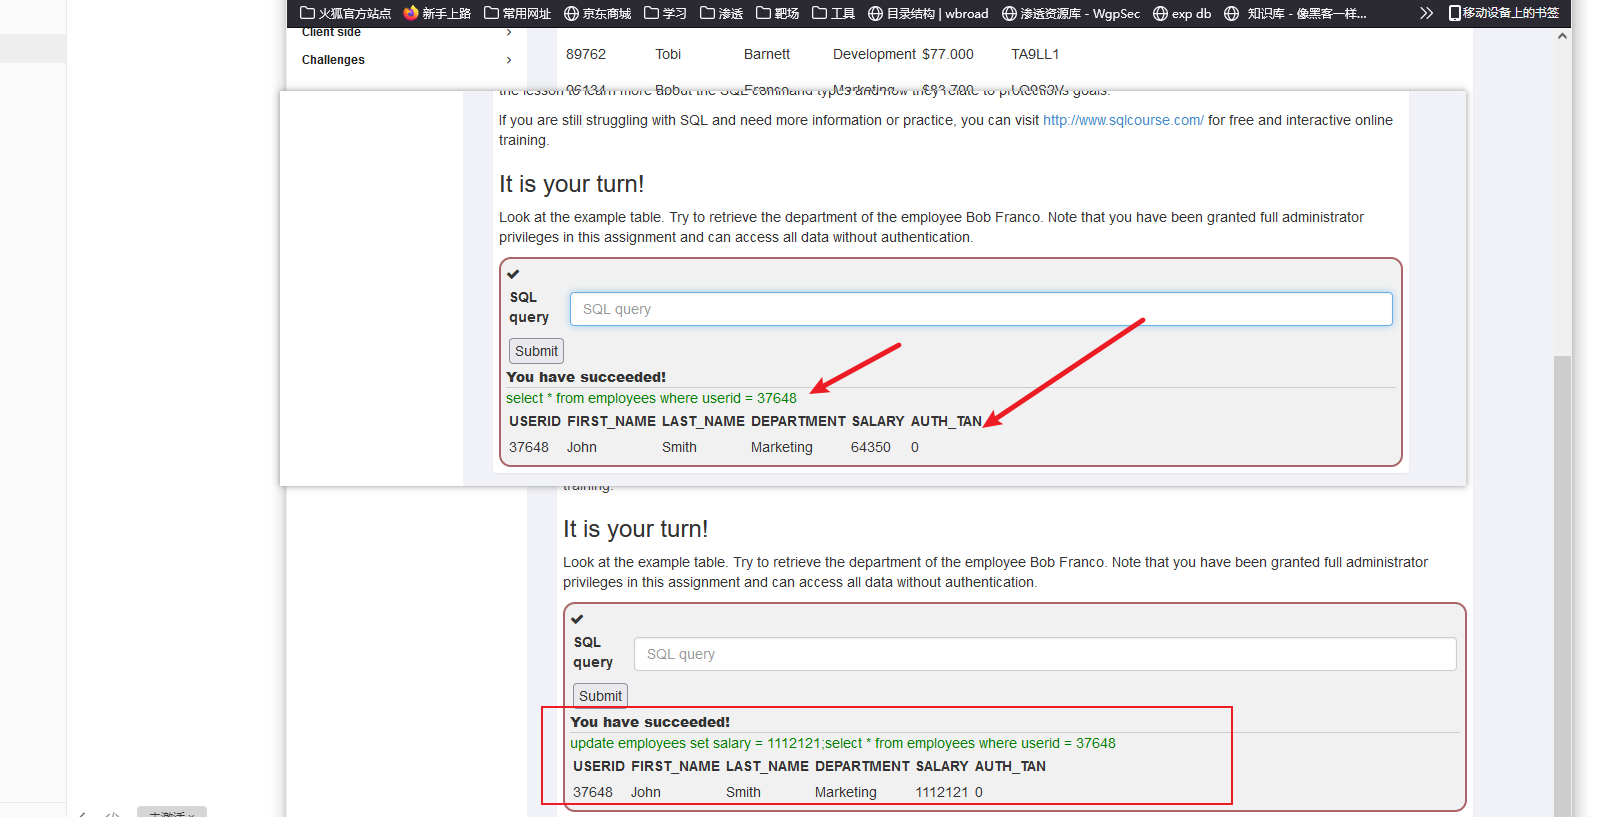 火狐官方站点 新手上路 常用网址 京东商城 学习 渗透 靶场 工具 目录结构 | wbroad 渗透资源库 - WgpSec exp db 知识库 - 像黑客一样... 移动设备上的书签
Client side
Challenges
89762 Tobi Barnett Development $77.000 TA9LL1
If you are still struggling with SQL and need more information or practice, you can visit http://www.sqlcourse.com/ for free and interactive online
training.
It is your turn!
Look at the example table. Try to retrieve the department of the employee Bob Franco. Note that you have been granted full administrator
privileges in this assignment and can access all data without authentication.
SQL
query
SQL query
Submit
You have succeeded!
select * from employees where userid = 37648
USERID FIRST_NAME LAST_NAME DEPARTMENT SALARY AUTH_TAN
37648 John Smith Marketing 64350 0
training.
It is your turn!
Look at the example table. Try to retrieve the department of the employee Bob Franco. Note that you have been granted full administrator
privileges in this assignment and can access all data without authentication.
SQL
query
SQL query
Submit
You have succeeded!
update employees set salary = 1112121;select * from employees where userid = 37648
USERID FIRST_NAME LAST_NAME DEPARTMENT SALARY AUTH_TAN
37648 John Smith Marketing 1112121 0